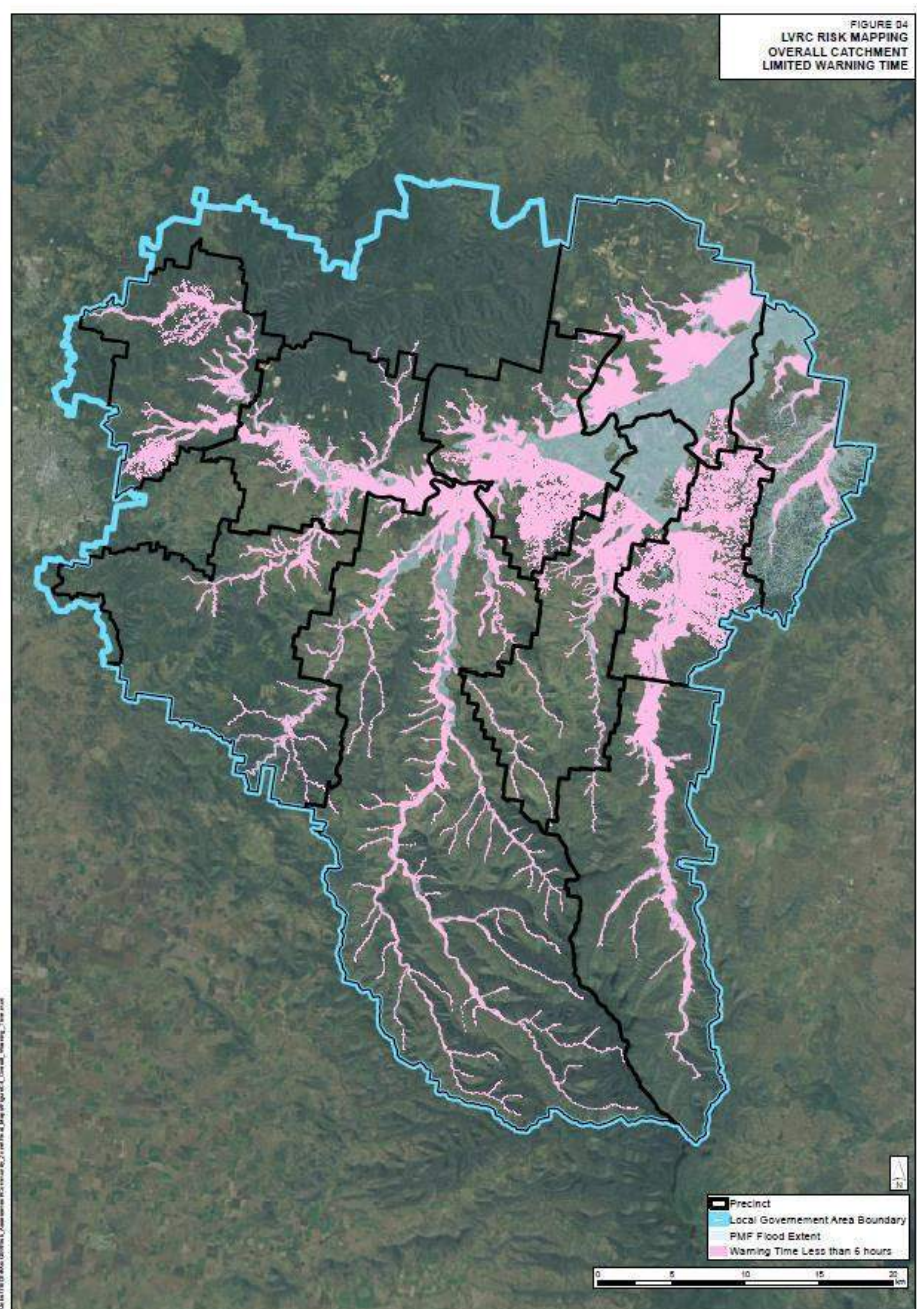 FIGURE D4
LVRC RISK MAPPING
OVERALL CATCHMENT
LIMITED WARNING TIME
N
Precinct
Local Governement Area Boundary
PMF Flood Extent
Warning Time Less than 6 hours
0 5 10 15 20
km